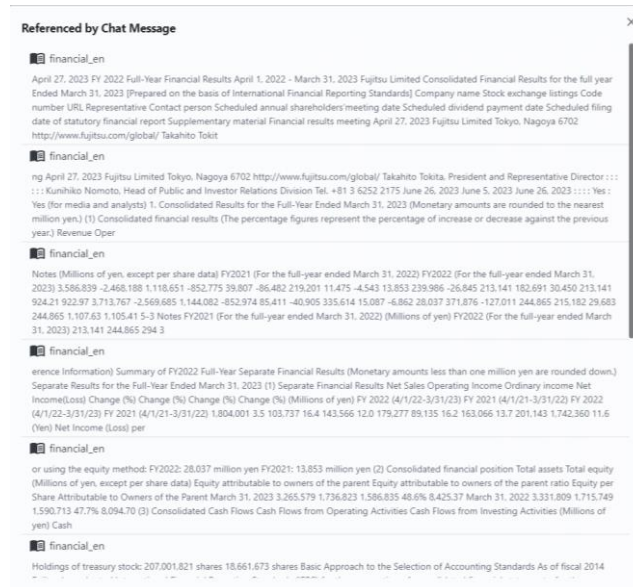 Referenced by Chat Message
financial_en
April 27, 2023 FY 2022 Full-Year Financial Results April 1, 2022 - March 31, 2023 Fujitsu Limited Consolidated Financial Results for the full year
Ended March 31, 2023 [Prepared on the basis of International Financial Reporting Standards] Company name Stock exchange listings Code
number URL Representative Contact person Scheduled annual shareholders'meeting date Scheduled dividend payment date Scheduled filing
date of statutory financial report Supplementary material Financial results meeting April 27, 2023 Fujitsu Limited Tokyo, Nagoya 6702
http://www.fujitsu.com/global/ Takahito Tokit
financial_en
ng April 27, 2023 Fujitsu Limited Tokyo, Nagoya 6702 http://www.fujitsu.com/global/ Takahito Tokita, President and Representative Director : : : :
: : : : Kunihiko Nomoto, Head of Public and Investor Relations Division Tel. +81 3 6252 2175 June 26, 2023 June 5, 2023 June 26, 2023 : : : : Yes :
Yes (for media and analysts) 1. Consolidated Results for the Full-Year Ended March 31, 2023 (Monetary amounts are rounded to the nearest
million yen.) (1) Consolidated financial results (The percentage figures represent the percentage of increase or decrease against the previous
year.) Revenue Oper
financial_en
Notes (Millions of yen, except per share data) FY2021 (For the full-year ended March 31, 2022) FY2022 (For the full-year ended March 31,
2023) 3,586,839 -2,468,188 1,118,651 -852,775 39,807 -86,482 219,201 11,475 -4,543 13,853 239,986 -26,845 213,141 182,691 30,450 213,141
924.21 922.97 3,713,767 -2,569,685 1,144,082 -852,974 85,411 -40,905 335,614 15,087 -6,862 28,037 371,876 -127,011 244,865 215,182 29,683
244,865 1,107.63 1,105.41 5-3 Notes FY2021 (For the full-year ended March 31, 2022) (Millions of yen) FY2022 (For the full-year ended March
31, 2023) 213,141 244,865 294 3
financial_en
erence Information) Summary of FY2022 Full-Year Separate Financial Results (Monetary amounts less than one million yen are rounded down.)
Separate Results for the Full-Year Ended March 31, 2023 (1) Separate Financial Results Net Sales Operating Income Ordinary income Net
Income(Loss) Change (%) Change (%) Change (%) Change (%) (Millions of yen) FY 2022 (4/1/22-3/31/23) FY 2021 (4/1/21-3/31/22) FY 2022
(4/1/22-3/31/23) FY 2021 (4/1/21-3/31/22) 1,804,001 3.5 103,737 16.4 143,566 12.0 179,277 89,135 16.2 163,066 13.7 201,143 1,742,360 11.6
(Yen) Net Income (Loss) per
financial_en
or using the equity method: FY2022: 28,037 million yen FY2021: 13,853 million yen (2) Consolidated financial position Total assets Total equity
(Millions of yen, except per share data) Equity attributable to owners of the parent Equity attributable to owners of the parent ratio Equity per
Share Attributable to Owners of the Parent March 31, 2023 3,265,579 1,736,823 1,586,835 48.6% 8,425.37 March 31, 2022 3,331,809 1,715,749
1,590,713 47.7% 8,094.70 (3) Consolidated Cash Flows Cash Flows from Operating Activities Cash Flows from Investing Activities (Millions of
yen) Cash
financial_en
Holdings of treasury stock: 207,001,821 shares 18,661,673 shares Basic Approach to the Selection of Accounting Standards As of fiscal 2014